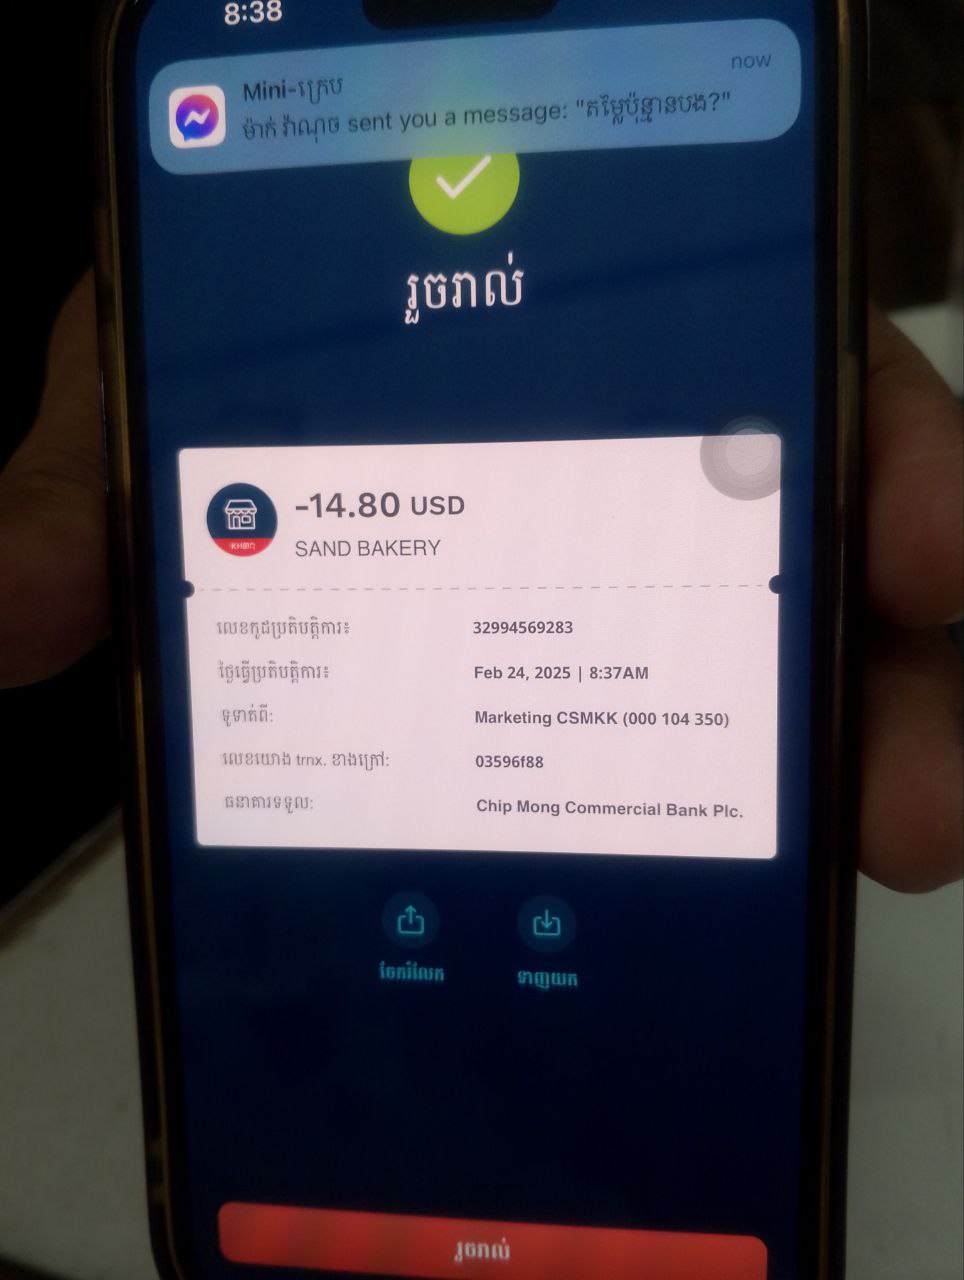 8:38
Mini-ក្រេប
now
ម៉ាក់ វ៉ាណុច sent you a message: "តម្លៃប៉ុន្មានបង?"
រួចរាល់
-14.80 USD
KHQR
SAND BAKERY
លេខកូដប្រតិបត្តិការ៖ 32994569283
ថ្ងៃធ្វើប្រតិបត្តិការ៖ Feb 24, 2025 | 8:37AM
ទូទាត់ពី: Marketing CSMKK (000 104 350)
លេខយោង trnx. ខាងក្រៅ: 03596f88
ធនាគារទទួល: Chip Mong Commercial Bank Plc.
ចែករំលែក ទាញយក
រួចរាល់